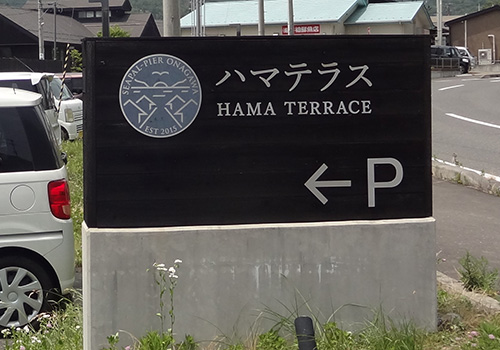 SEAPAL-PIER ONAGAWA
EST 2015
ハマテラス
HAMA TERRACE
←P